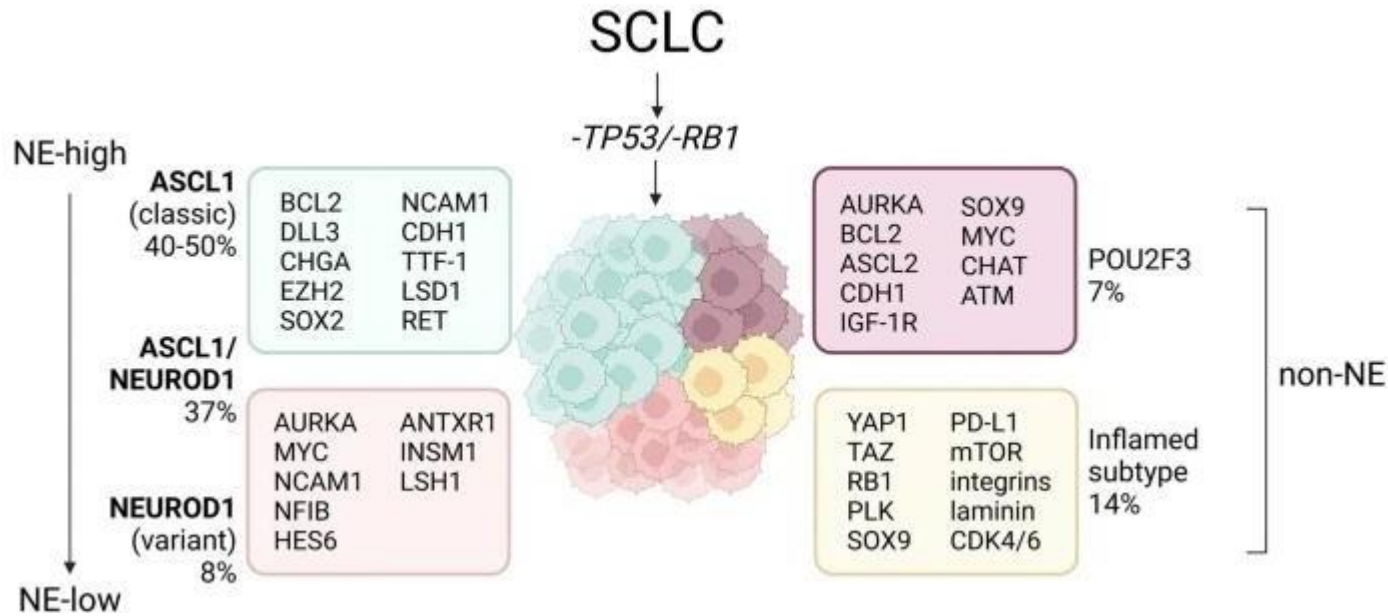 SCLC
-TP53/-RB1
NE-high
NE-low
ASCL1
(classic)
40-50%
BCL2
DLL3
CHGA
EZH2
SOX2
NCAM1
CDH1
TTF-1
LSD1
RET
ASCL1/
NEUROD1
37%
NEUROD1
(variant)
8%
AURKA
MYC
NCAM1
NFIB
HES6
ANTXR1
INSM1
LSH1
AURKA
BCL2
ASCL2
CDH1
IGF-1R
SOX9
MYC
CHAT
ATM
POU2F3
7%
YAP1
TAZ
RB1
PLK
SOX9
PD-L1
mTOR
integrins
laminin
CDK4/6
Inflamed
subtype
14%
non-NE